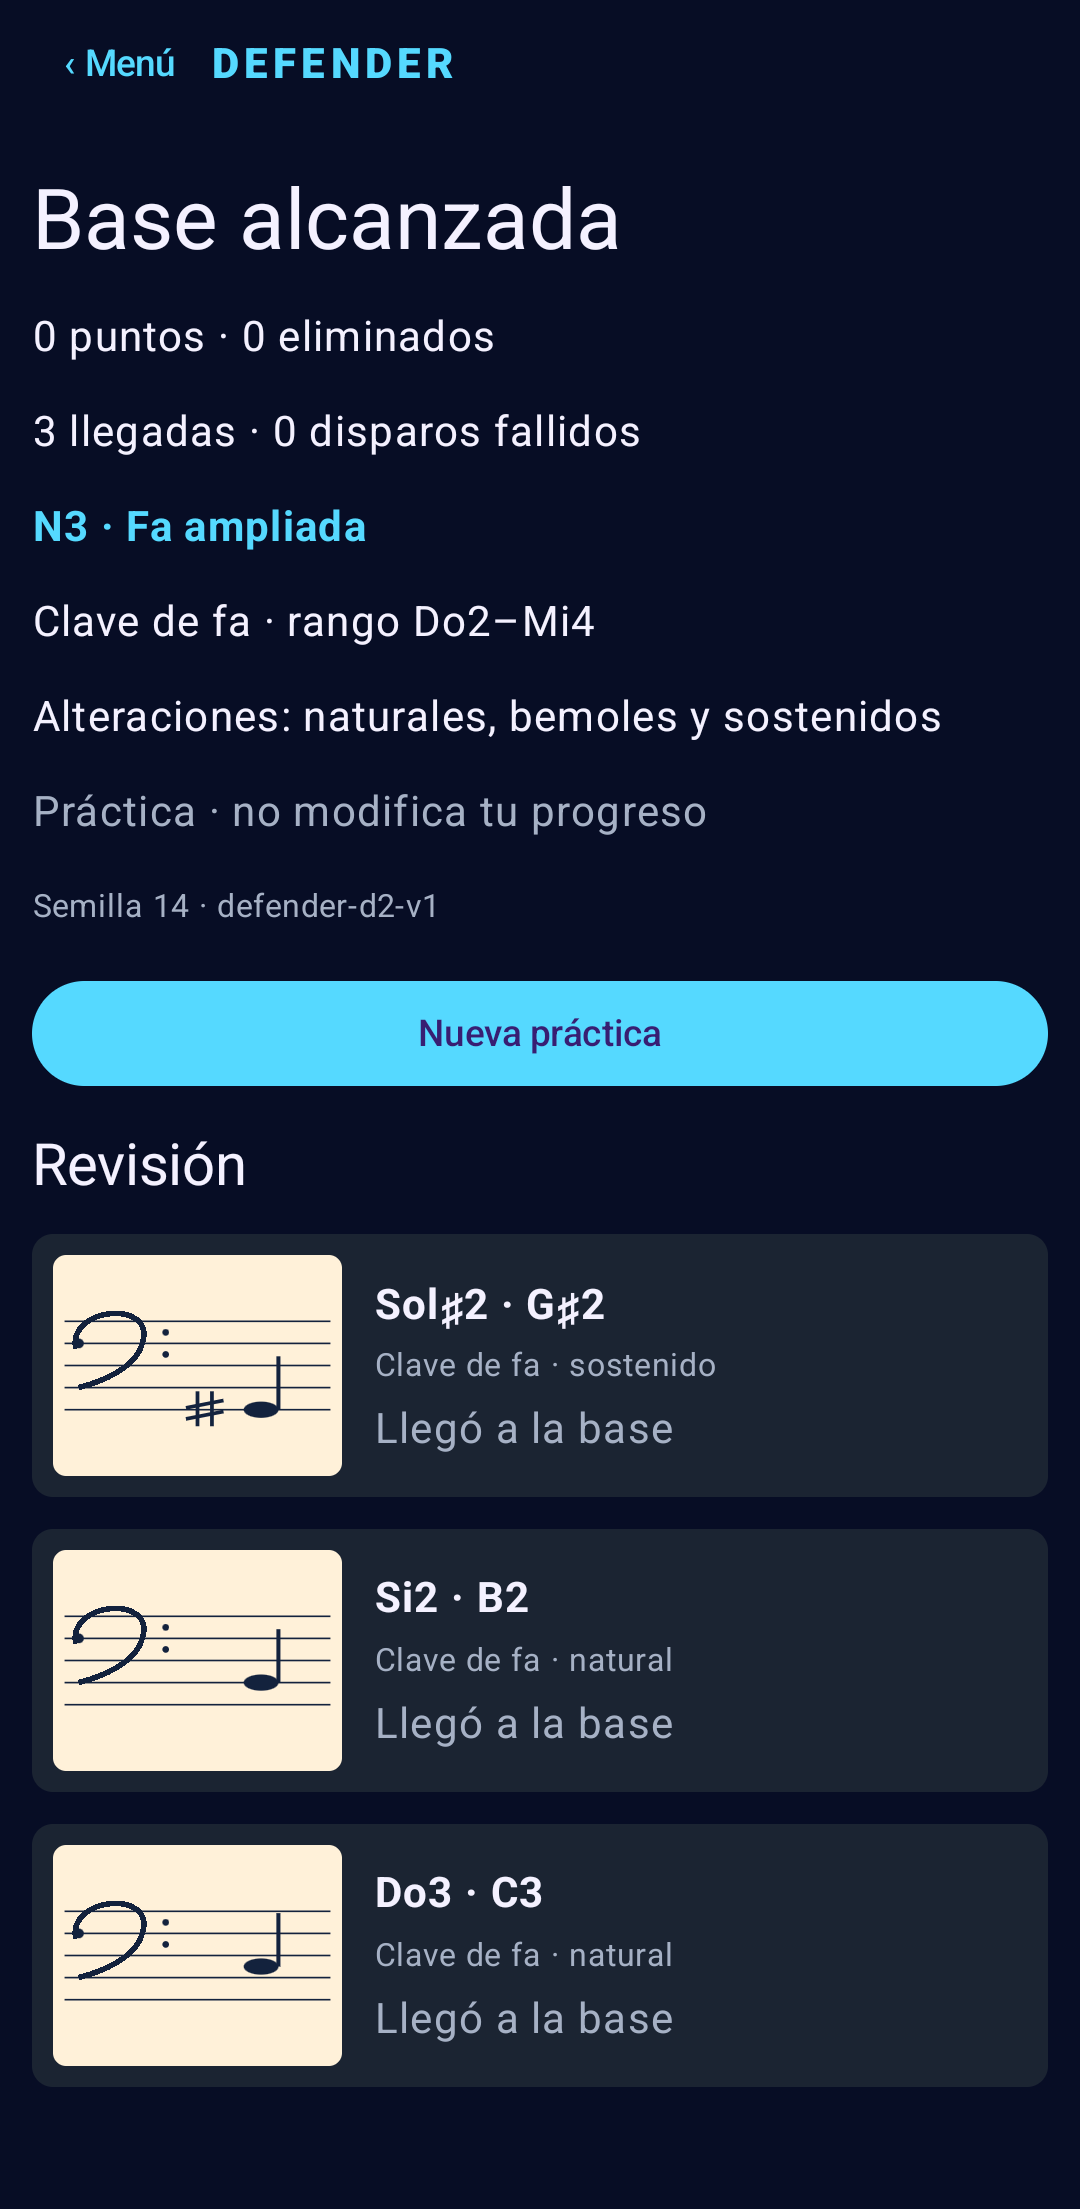 ‹ Menú DEFENDER
Base alcanzada
0 puntos · 0 eliminados
3 llegadas · 0 disparos fallidos
N3 · Fa ampliada
Clave de fa · rango Do2–Mi4
Alteraciones: naturales, bemoles y sostenidos
Práctica · no modifica tu progreso
Semilla 14 · defender-d2-v1
Nueva práctica
Revisión
Sol♯2 · G♯2
Clave de fa · sostenido
Llegó a la base
Si2 · B2
Clave de fa · natural
Llegó a la base
Do3 · C3
Clave de fa · natural
Llegó a la base